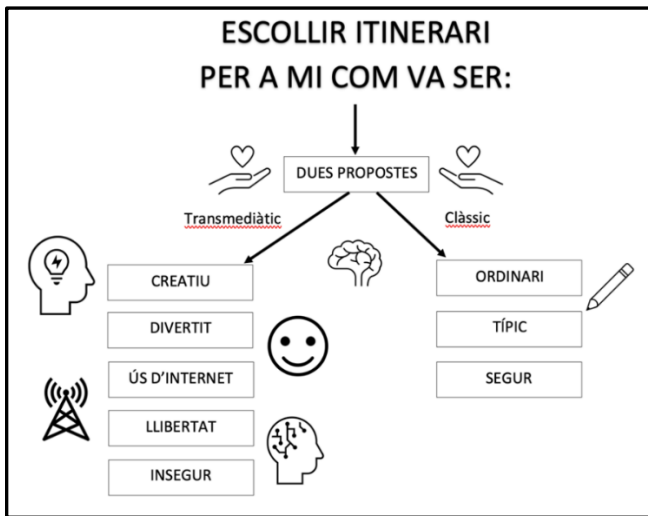 ESCOLLIR ITINERARI
PER A MI COM VA SER:
DUES PROPOSTES
Transmediàtic
Clàssic
CREATIU
DIVERTIT
ÚS D'INTERNET
LLIBERTAT
INSEGUR
ORDINARI
TÍPIC
SEGUR